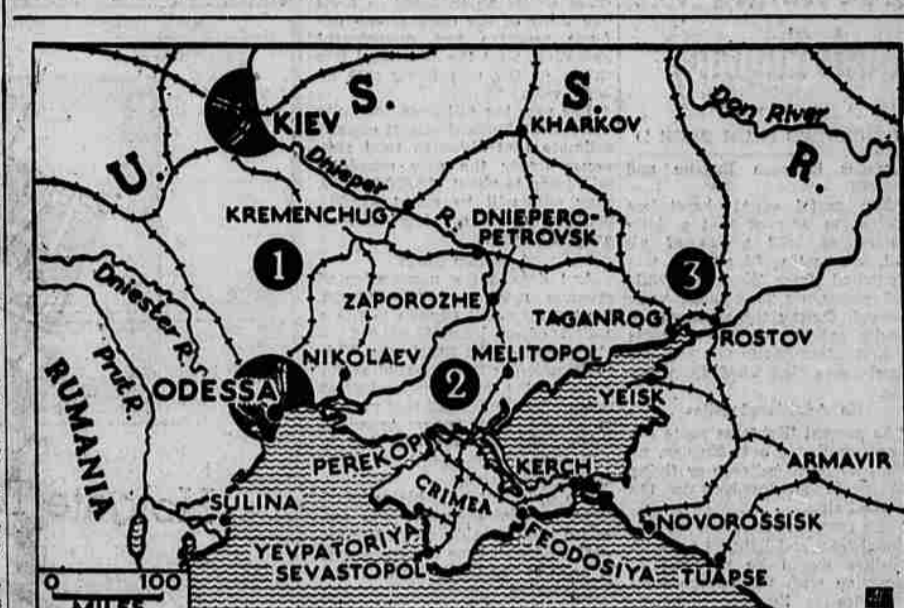 U. S. S. R.
Don River
KIEV
KHARKOV
Dnieper R.
KREMENCHUG
DNIEPERO-
PETROVSK
1
3
Dniester R.
ZAPOROZHE
TAGANROG
ROSTOV
Prut R.
NIKOLAEV
MELITOPOL
ODESSA
2
YEISK
RUMANIA
PEREKOP
KERCH
ARMAVIR
CRIMEA
SULINA
NOVOROSSISK
YEVPATORIYA
FEODOSIYA
SEVASTOPOL
TUAPSE
0 100
MILES